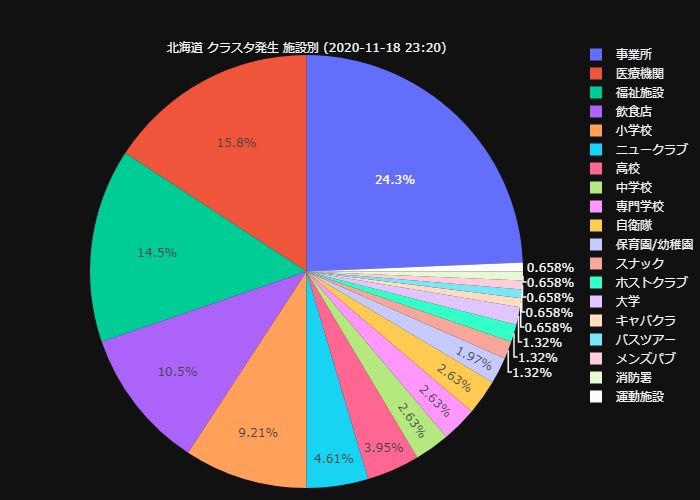 北海道 クラスタ発生 施設別 (2020-11-18 23:20)
事業所
医療機関
福祉施設
飲食店
小学校
ニュークラブ
高校
中学校
専門学校
自衛隊
保育園/幼稚園
スナック
ホストクラブ
大学
キャバクラ
バスツアー
メンズパブ
消防署
運動施設
24.3%
15.8%
14.5%
10.5%
9.21%
4.61%
3.95%
2.63%
2.63%
2.63%
1.97%
1.32%
1.32%
1.32%
0.658%
0.658%
0.658%
0.658%
0.658%